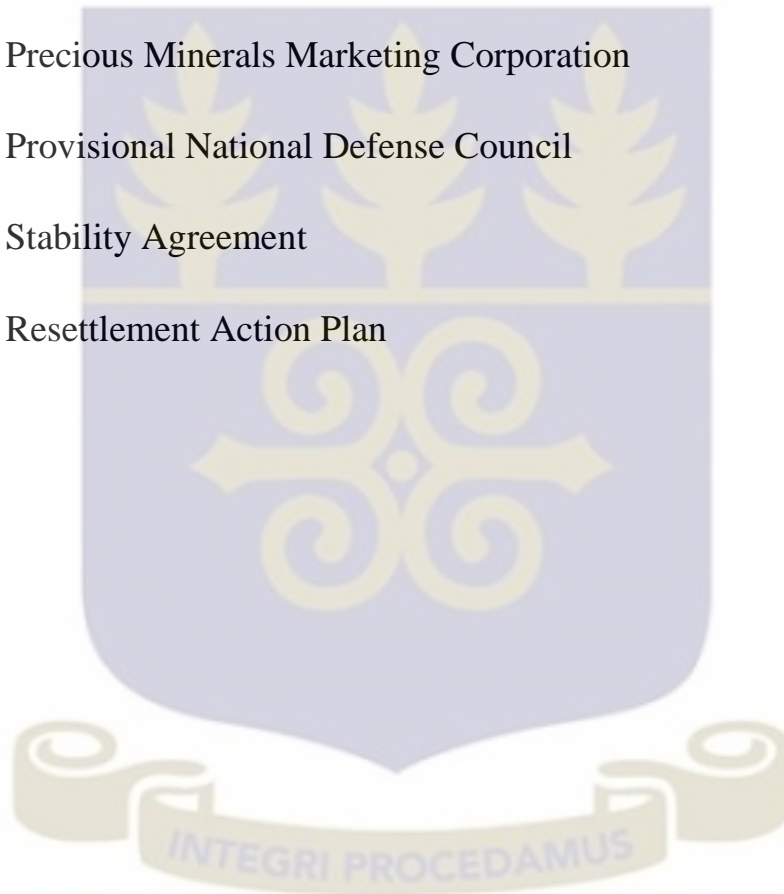 Precious Minerals Marketing Corporation
Provisional National Defense Council
Stability Agreement
Resettlement Action Plan
INTEGRI PROCEDAMUS